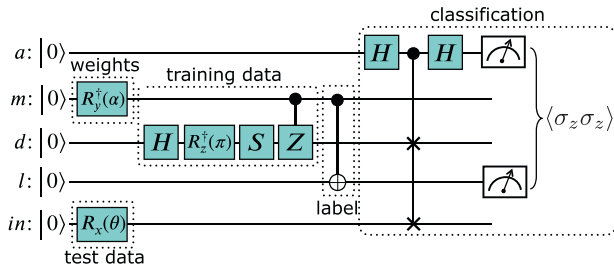 classification
a: |0⟩ H H
weights training data
m: |0⟩ R_y^†(α) ⟨σ_z σ_z⟩
d: |0⟩ H R_z^†(π) S Z
l: |0⟩
label
in: |0⟩ R_x(θ)
test data